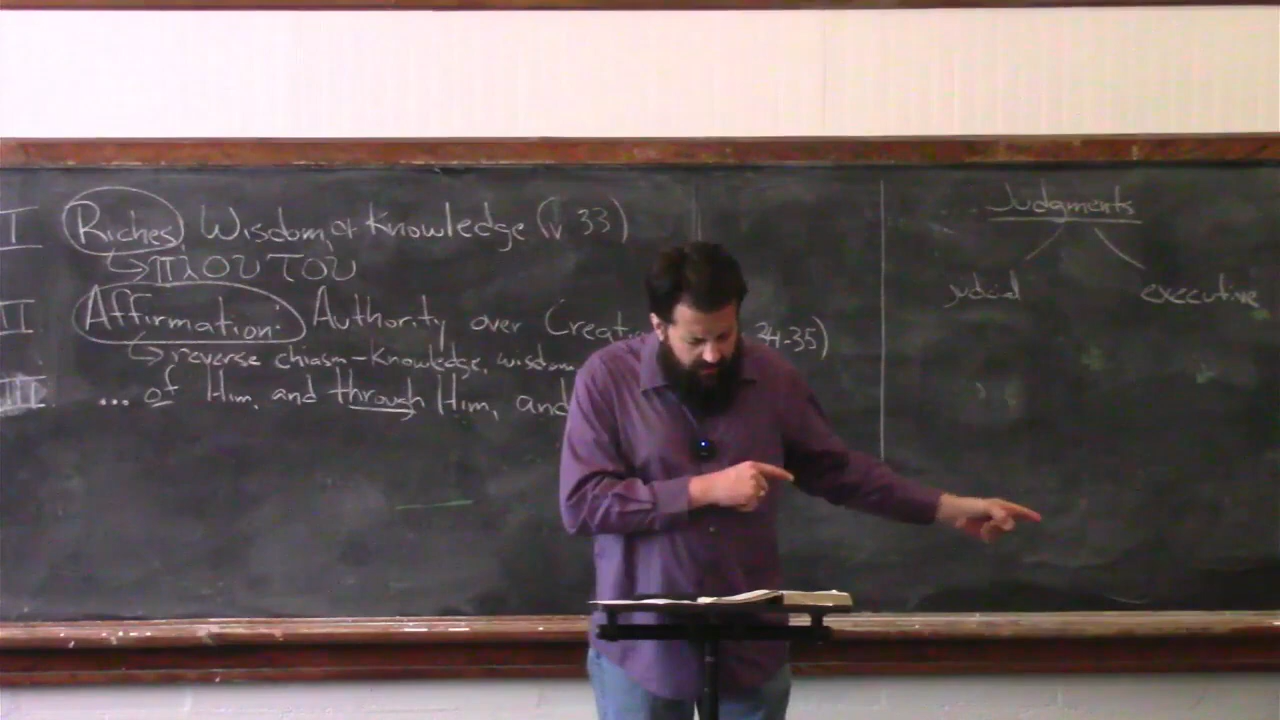 I Riches, Wisdom, & Knowledge (v 33)
↳ πλουτου
II Affirmation: Authority over 34-35)
↳ reverse chiasm - Knowledge, wisdom
III. ... of Him, and through Him, and
Judgments
judicial executive